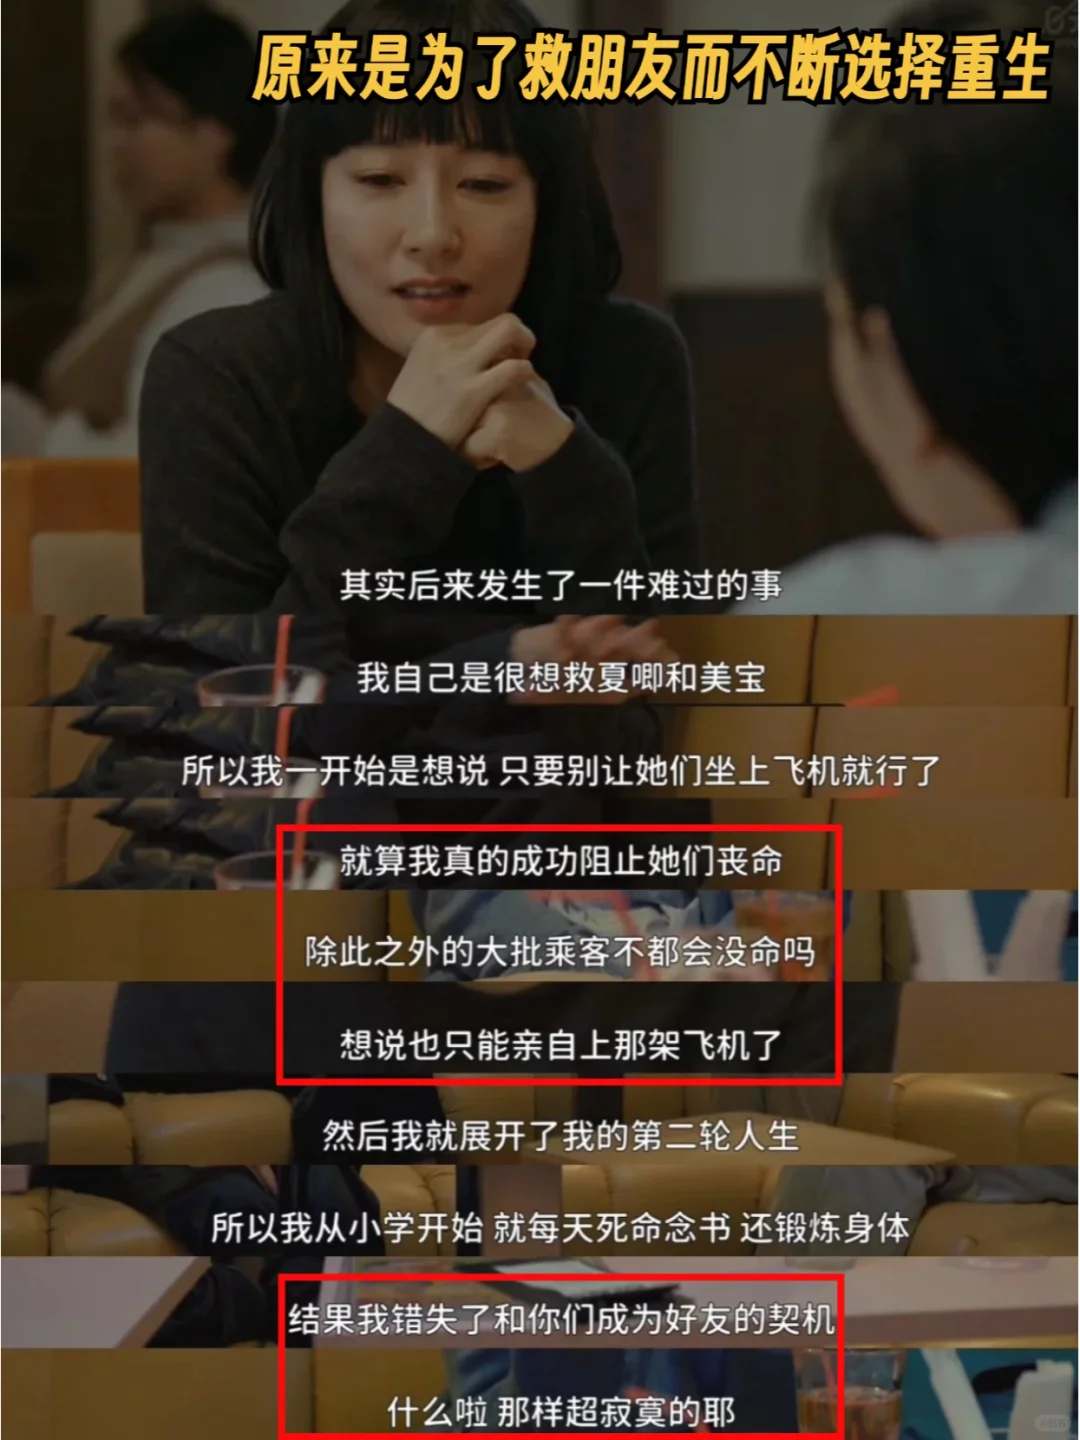 原来是为了救朋友而不断选择重生
其实后来发生了一件难过的事
我自己是很想救夏唧和美宝
所以我一开始是想说 只要别让她们坐上飞机就行了
就算我真的成功阻止她们丧命
除此之外的大批乘客不都会没命吗
想说也只能亲自上那架飞机了
然后我就展开了我的第二轮人生
所以我从小学开始 就每天死命念书 还锻炼身体
结果我错失了和你们成为好友的契机
什么啦 那样超寂寞的耶
小红书